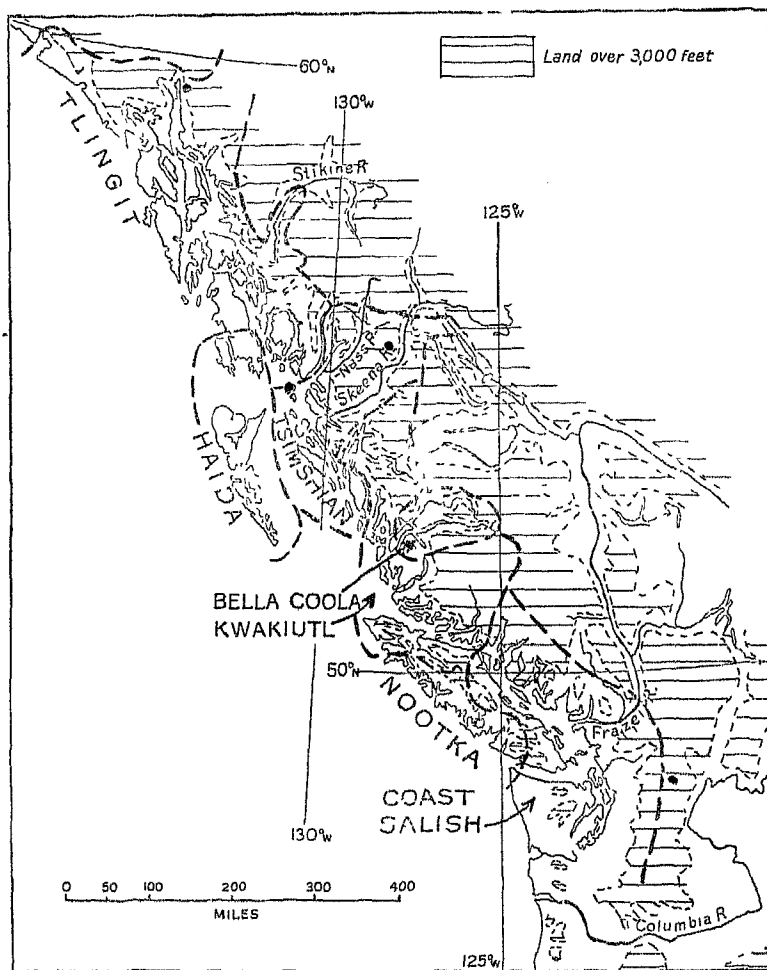 Land over 3,000 feet
60°N
130°W
TLINGIT
Stikine R
125°W
Nass R.
Skeena R.
HAIDA
TSIMSHIAN
BELLA COOLA
KWAKIUTL
50°N
NOOTKA
Fraze
COAST
SALISH
130°W
0 50 100 200 300 400
MILES
Columbia R
125°W